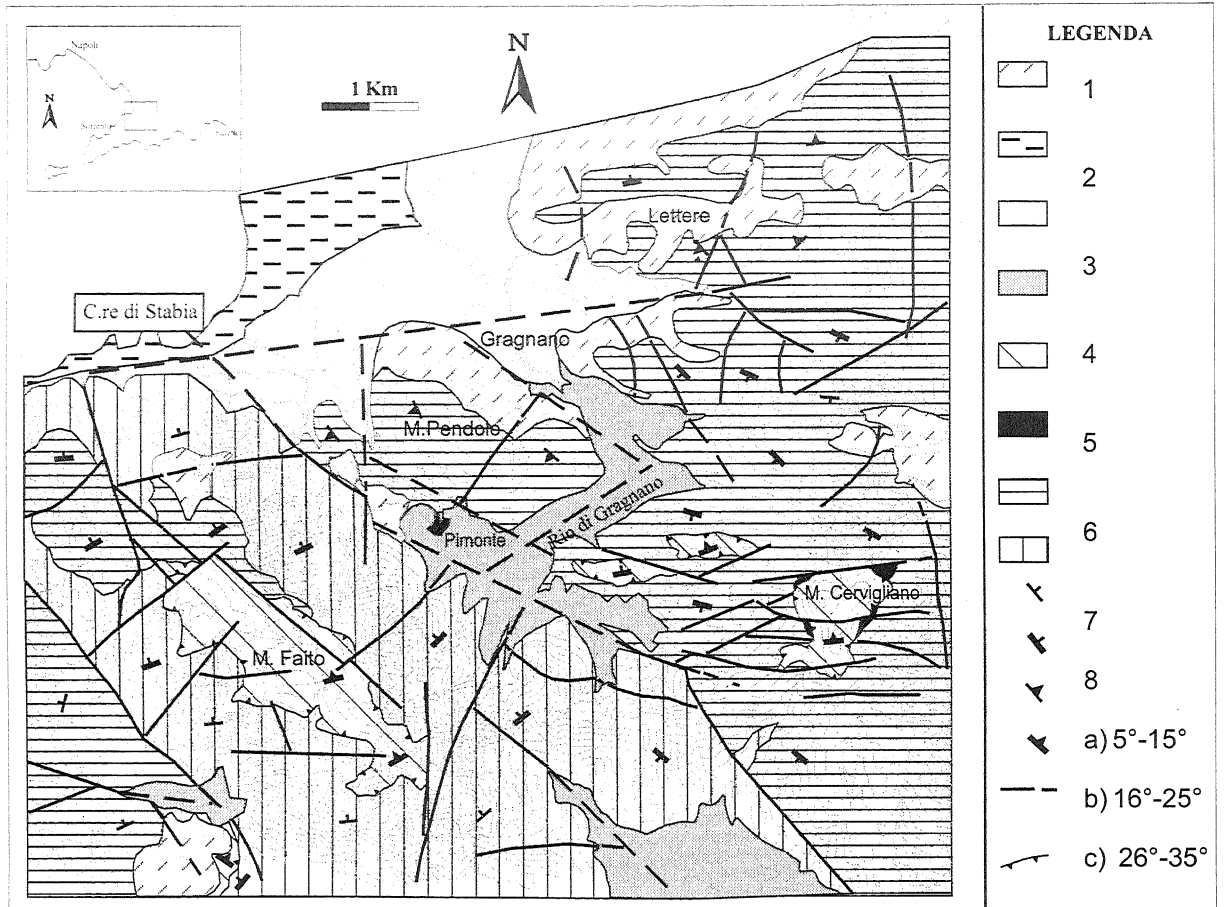 Napoli
N
Sorrento
N
1 Km
C.re di Stabia
Lettere
Gragnano
M.Pendolo
Rio di Gragnano
Pimonte
M. Cervigliano
M. Faito
LEGENDA
1
2
3
4
5
6
7
8
a) 5°-15°
b) 16°-25°
c) 26°-35°